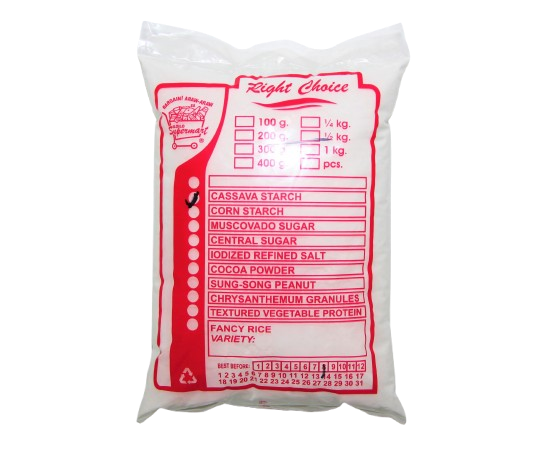 BARGAINS ARAW-ARAW
Supermart
®
Right Choice
100 g. ¼ kg.
200 g. ½ kg.
300 g. 1 kg.
400 g. pcs.
CASSAVA STARCH
CORN STARCH
MUSCOVADO SUGAR
CENTRAL SUGAR
IODIZED REFINED SALT
COCOA POWDER
SUNG-SONG PEANUT
CHRYSANTHEMUM GRANULES
TEXTURED VEGETABLE PROTEIN
FANCY RICE
VARIETY:
BEST BEFORE: 1 2 3 4 5 6 7 8 9 10 11 12
1 2 3 4 5 6 7 8 9 10 11 12 13 14 15 16 17
18 19 20 21 22 23 24 25 26 27 28 29 30 31